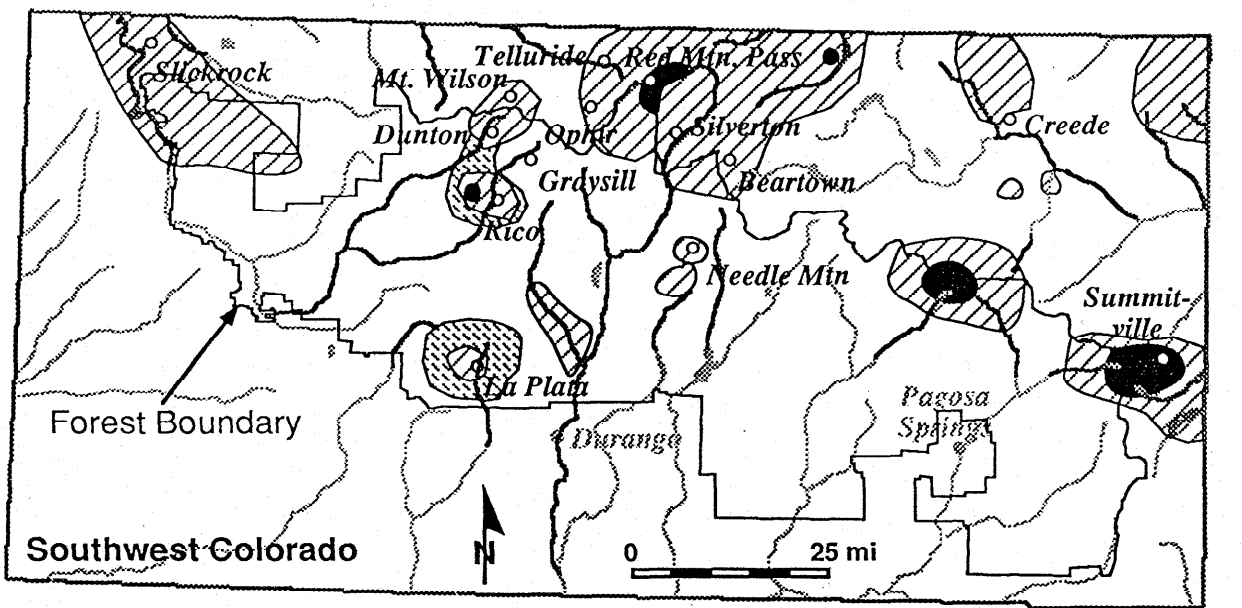 Telluride
Red Mtn. Pass
Slickrock
Mt. Wilson
Dunton
Ophir
Silverton
Creede
Graysill
Beartown
Rico
Needle Mtn
Summit-
ville
La Plata
Pagosa
Springs
Forest Boundary
Durango
Southwest Colorado
N
0
25 mi